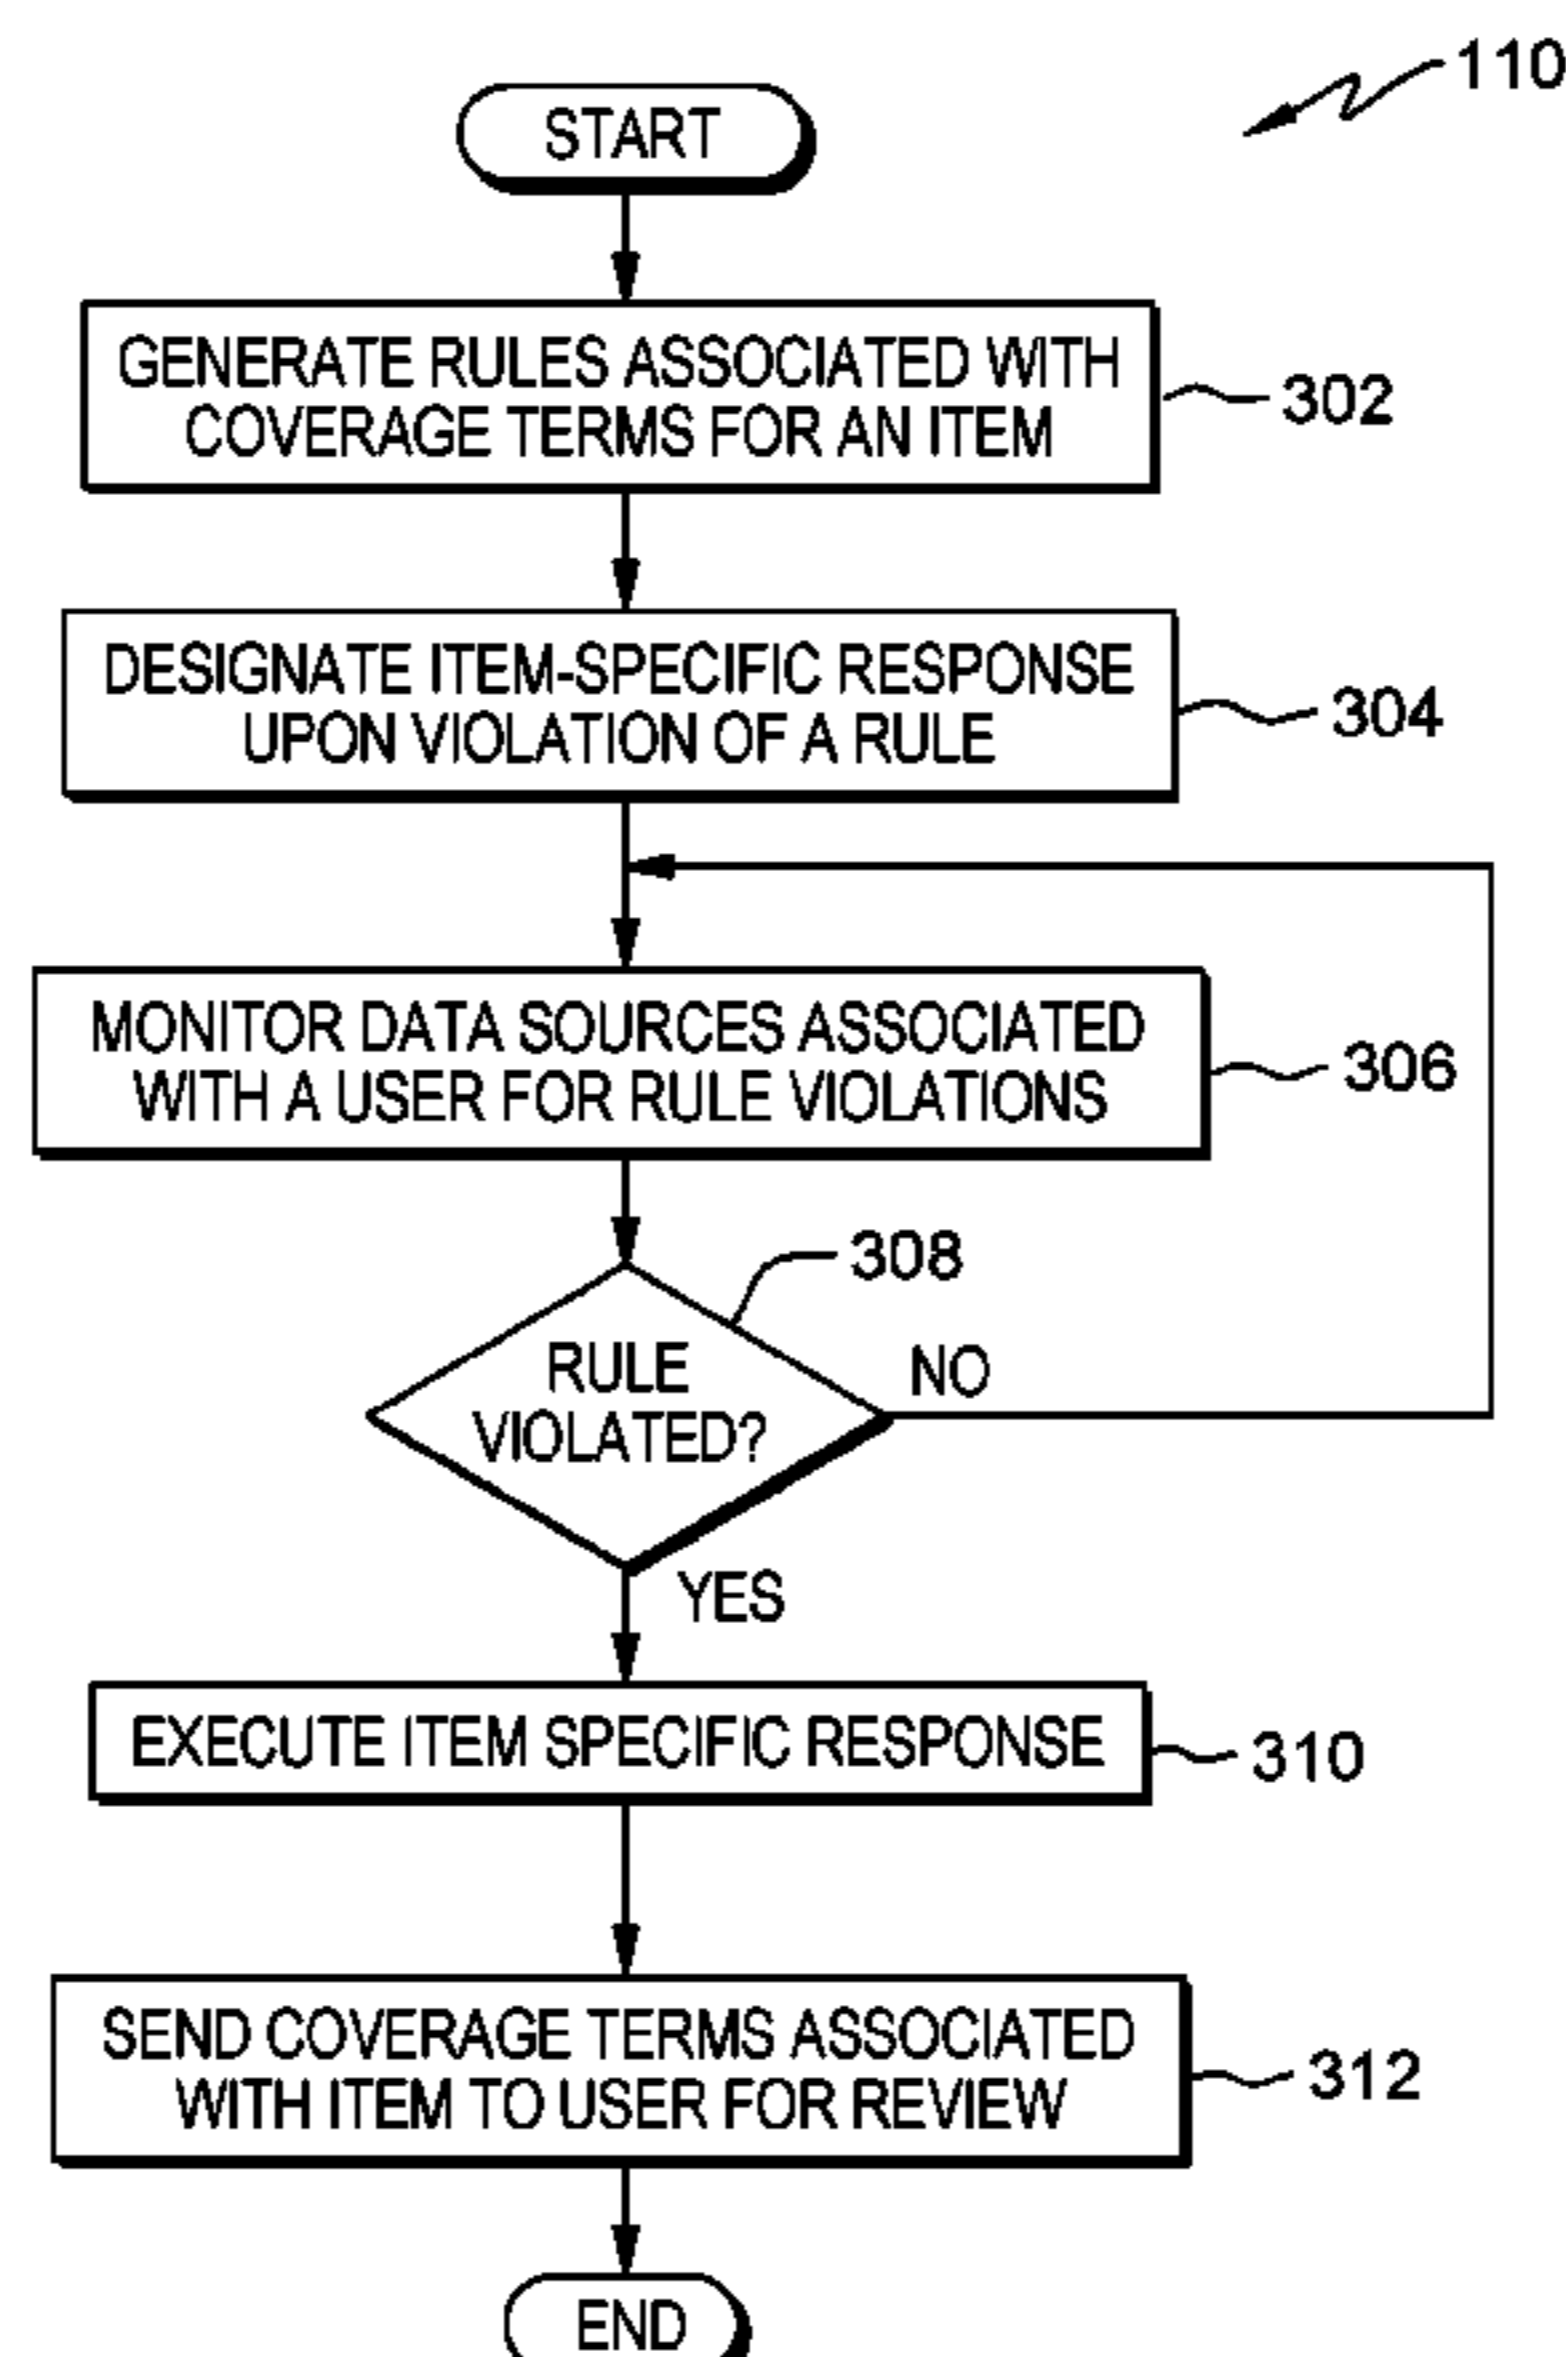 110
START
GENERATE RULES ASSOCIATED WITH
COVERAGE TERMS FOR AN ITEM
302
DESIGNATE ITEM-SPECIFIC RESPONSE
UPON VIOLATION OF A RULE
304
MONITOR DATA SOURCES ASSOCIATED
WITH A USER FOR RULE VIOLATIONS
306
308
RULE
VIOLATED?
NO
YES
EXECUTE ITEM SPECIFIC RESPONSE
310
SEND COVERAGE TERMS ASSOCIATED
WITH ITEM TO USER FOR REVIEW
312
END